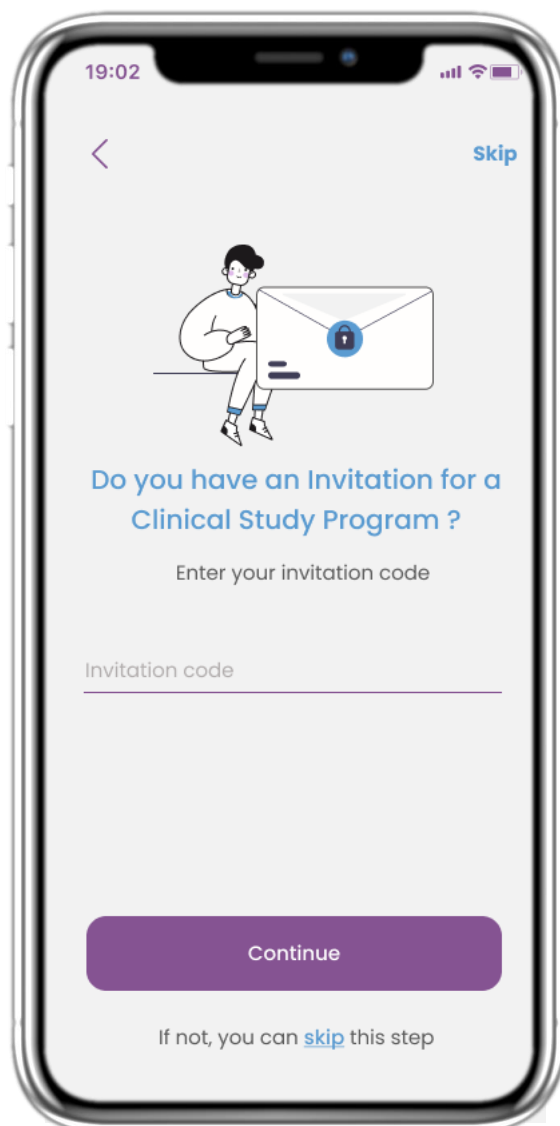 19:02
Skip
Do you have an Invitation for a
Clinical Study Program ?
Enter your invitation code
Invitation code
Continue
If not, you can skip this step